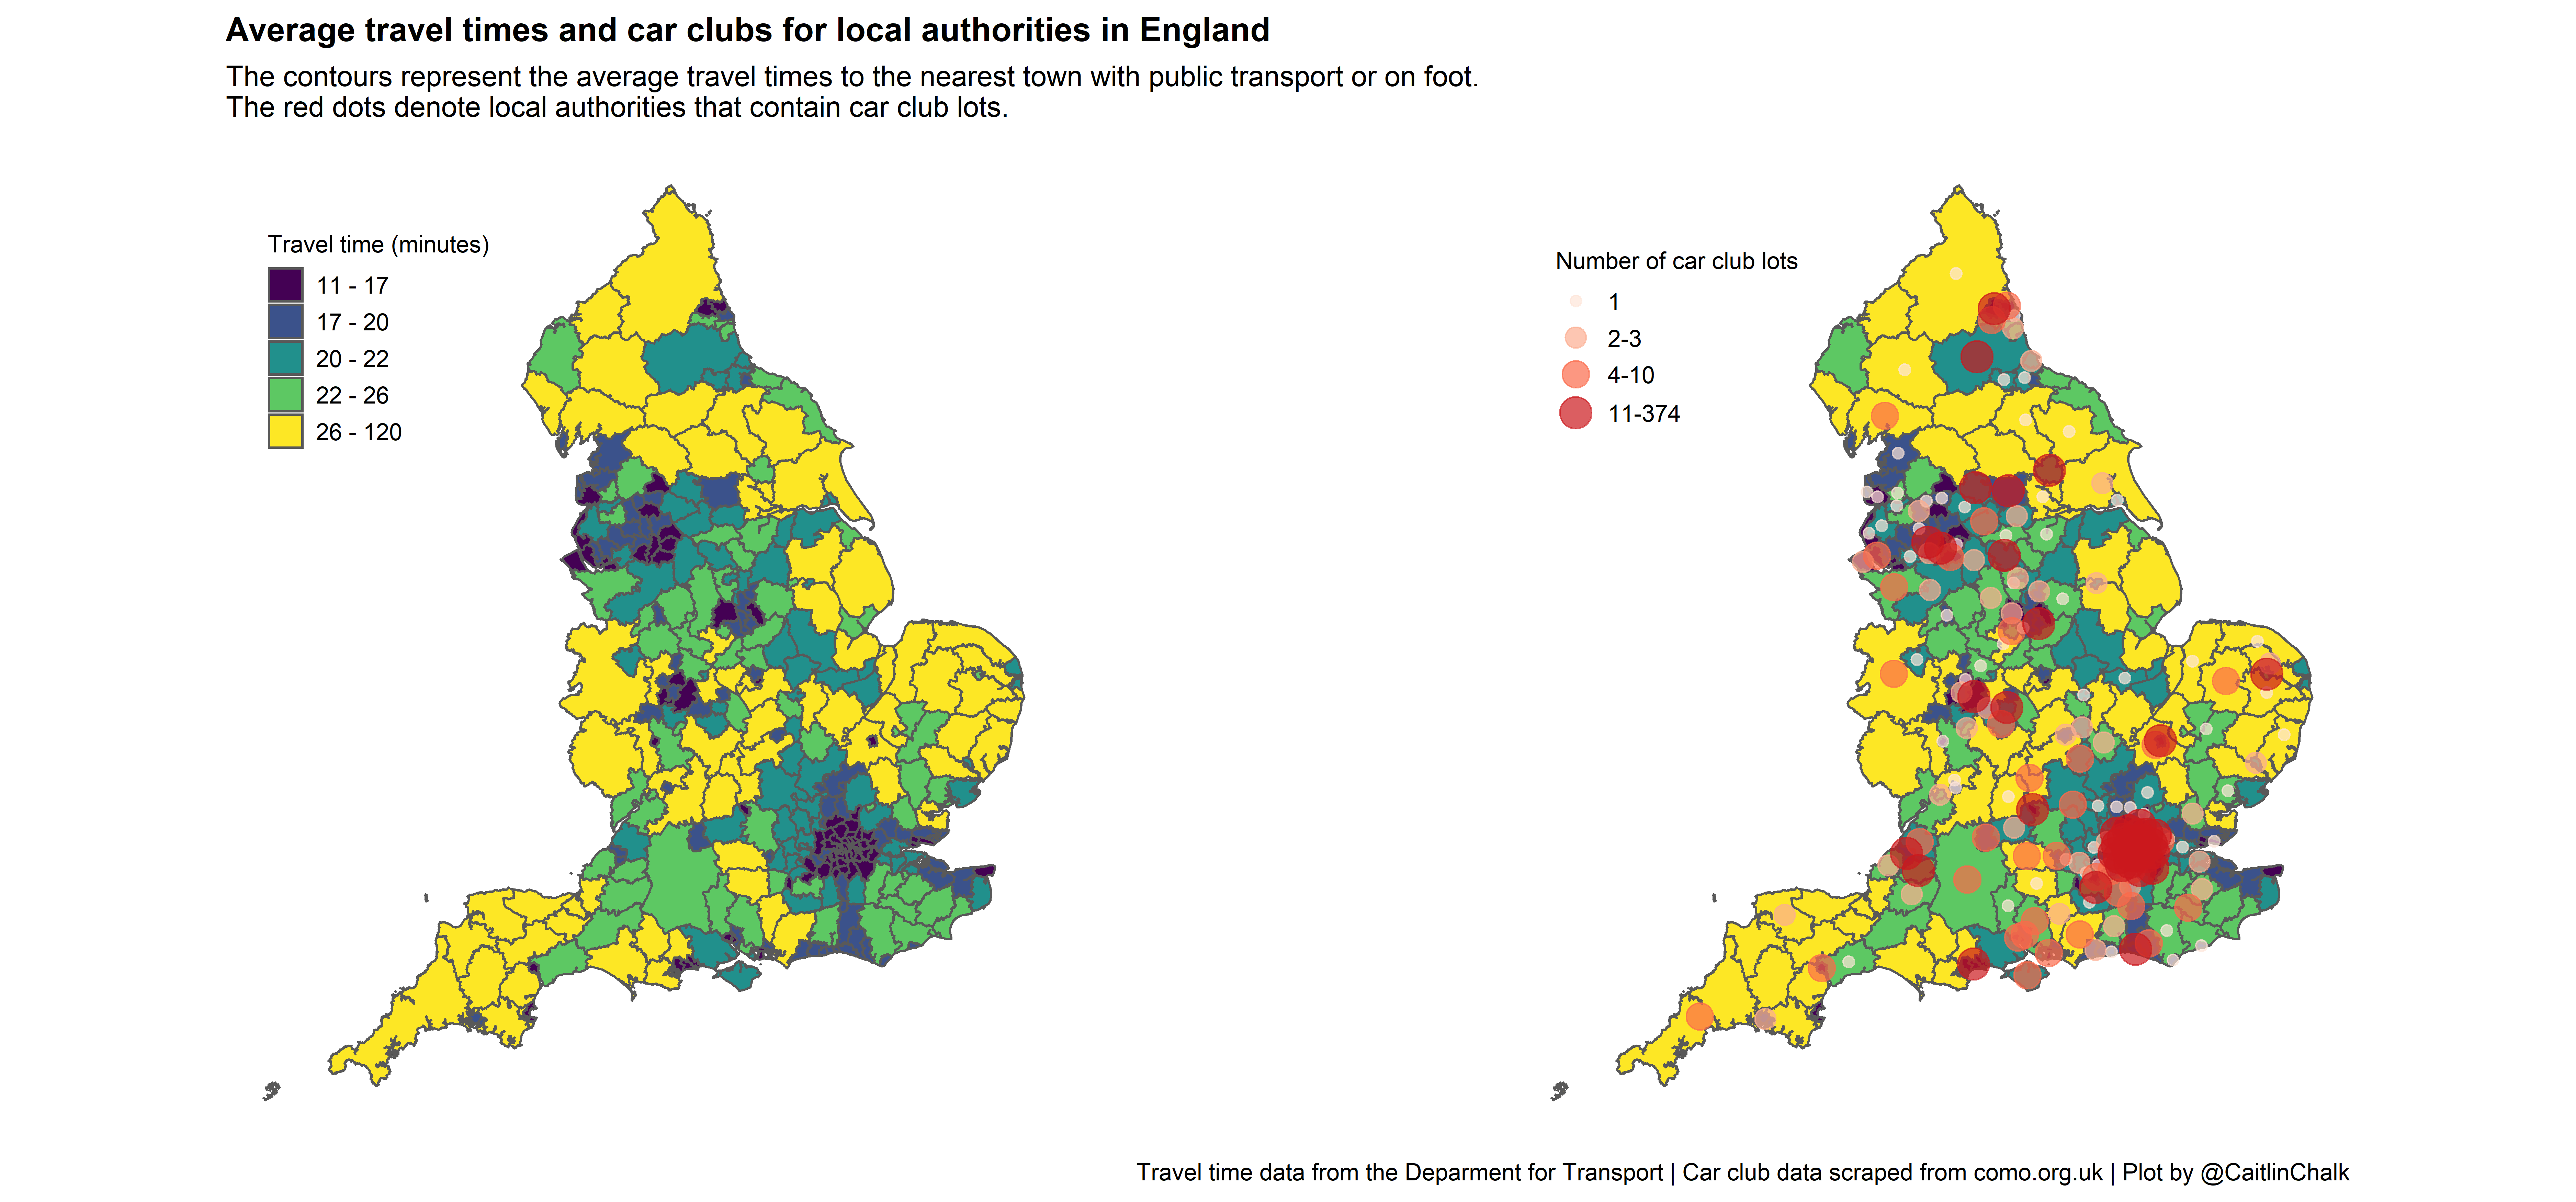 Average travel times and car clubs for local authorities in England
The contours represent the average travel times to the nearest town with public transport or on foot.
The red dots denote local authorities that contain car club lots.
Travel time (minutes)
11 - 17
17 - 20
20 - 22
22 - 26
26 - 120
Number of car club lots
1
2-3
4-10
11-374
Travel time data from the Deparment for Transport | Car club data scraped from como.org.uk | Plot by @CaitlinChalk